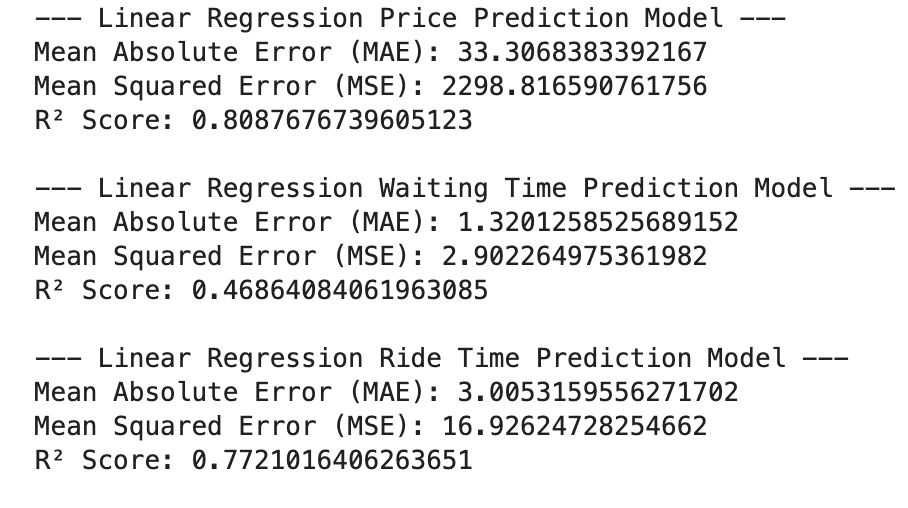 --- Linear Regression Price Prediction Model ---
Mean Absolute Error (MAE): 33.3068383392167
Mean Squared Error (MSE): 2298.816590761756
R² Score: 0.8087676739605123
--- Linear Regression Waiting Time Prediction Model ---
Mean Absolute Error (MAE): 1.3201258525689152
Mean Squared Error (MSE): 2.902264975361982
R² Score: 0.46864084061963085
--- Linear Regression Ride Time Prediction Model ---
Mean Absolute Error (MAE): 3.0053159556271702
Mean Squared Error (MSE): 16.92624728254662
R² Score: 0.7721016406263651